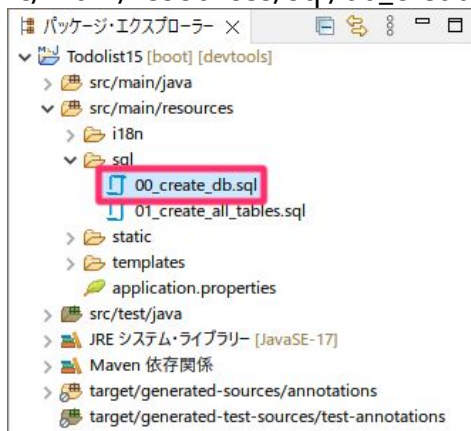 パッケージ・エクスプローラー
Todolist15 [boot] [devtools]
src/main/java
src/main/resources
i18n
sql
00_create_db.sql
01_create_all_tables.sql
static
templates
application.properties
src/test/java
JRE システム・ライブラリー [JavaSE-17]
Maven 依存関係
target/generated-sources/annotations
target/generated-test-sources/test-annotations